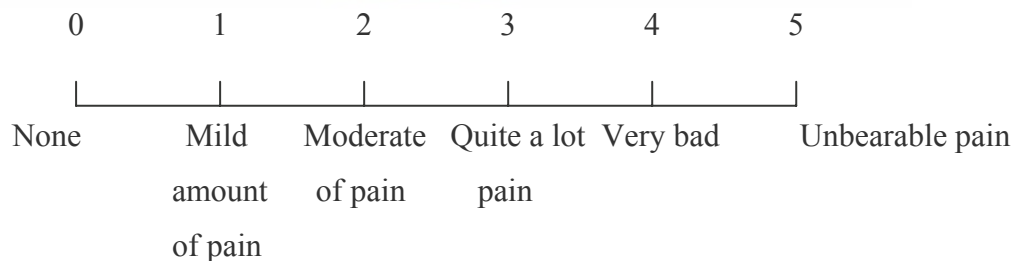 0 1 2 3 4 5
None Mild Moderate Quite a lot Very bad Unbearable pain
amount of pain pain
of pain